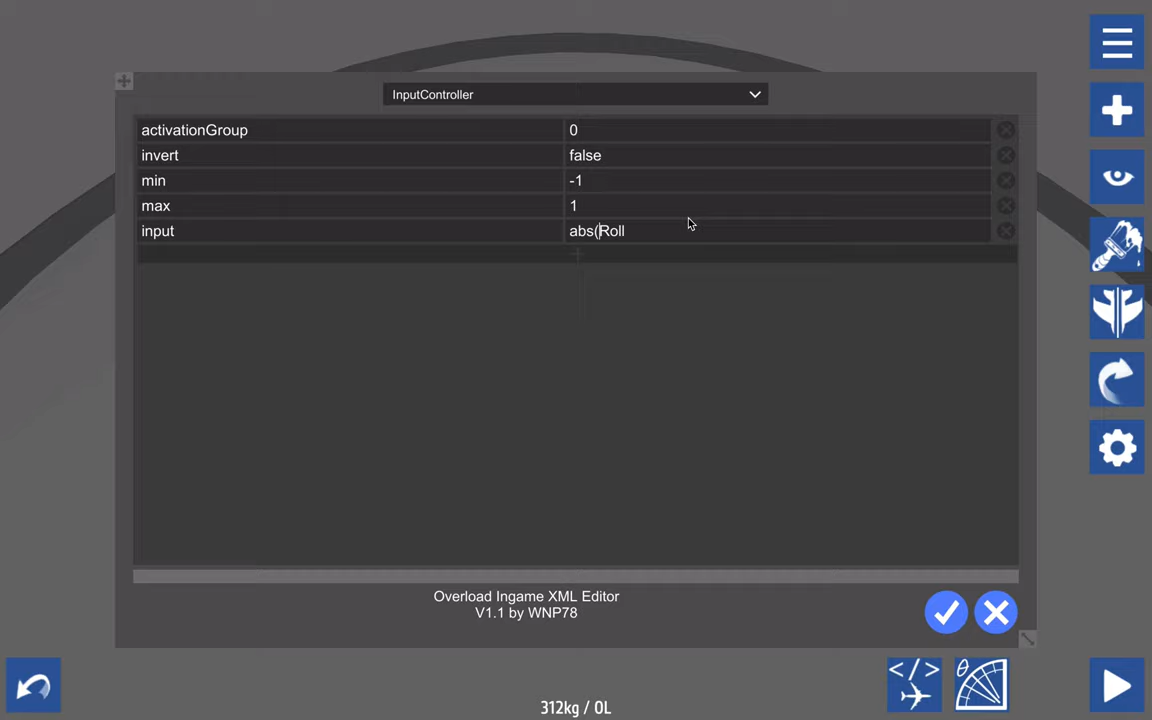 InputController
activationGroup 0
invert false
min -1
max 1
input abs(Roll
+
Overload Ingame XML Editor
V1.1 by WNP78
</> θ
312kg / 0L